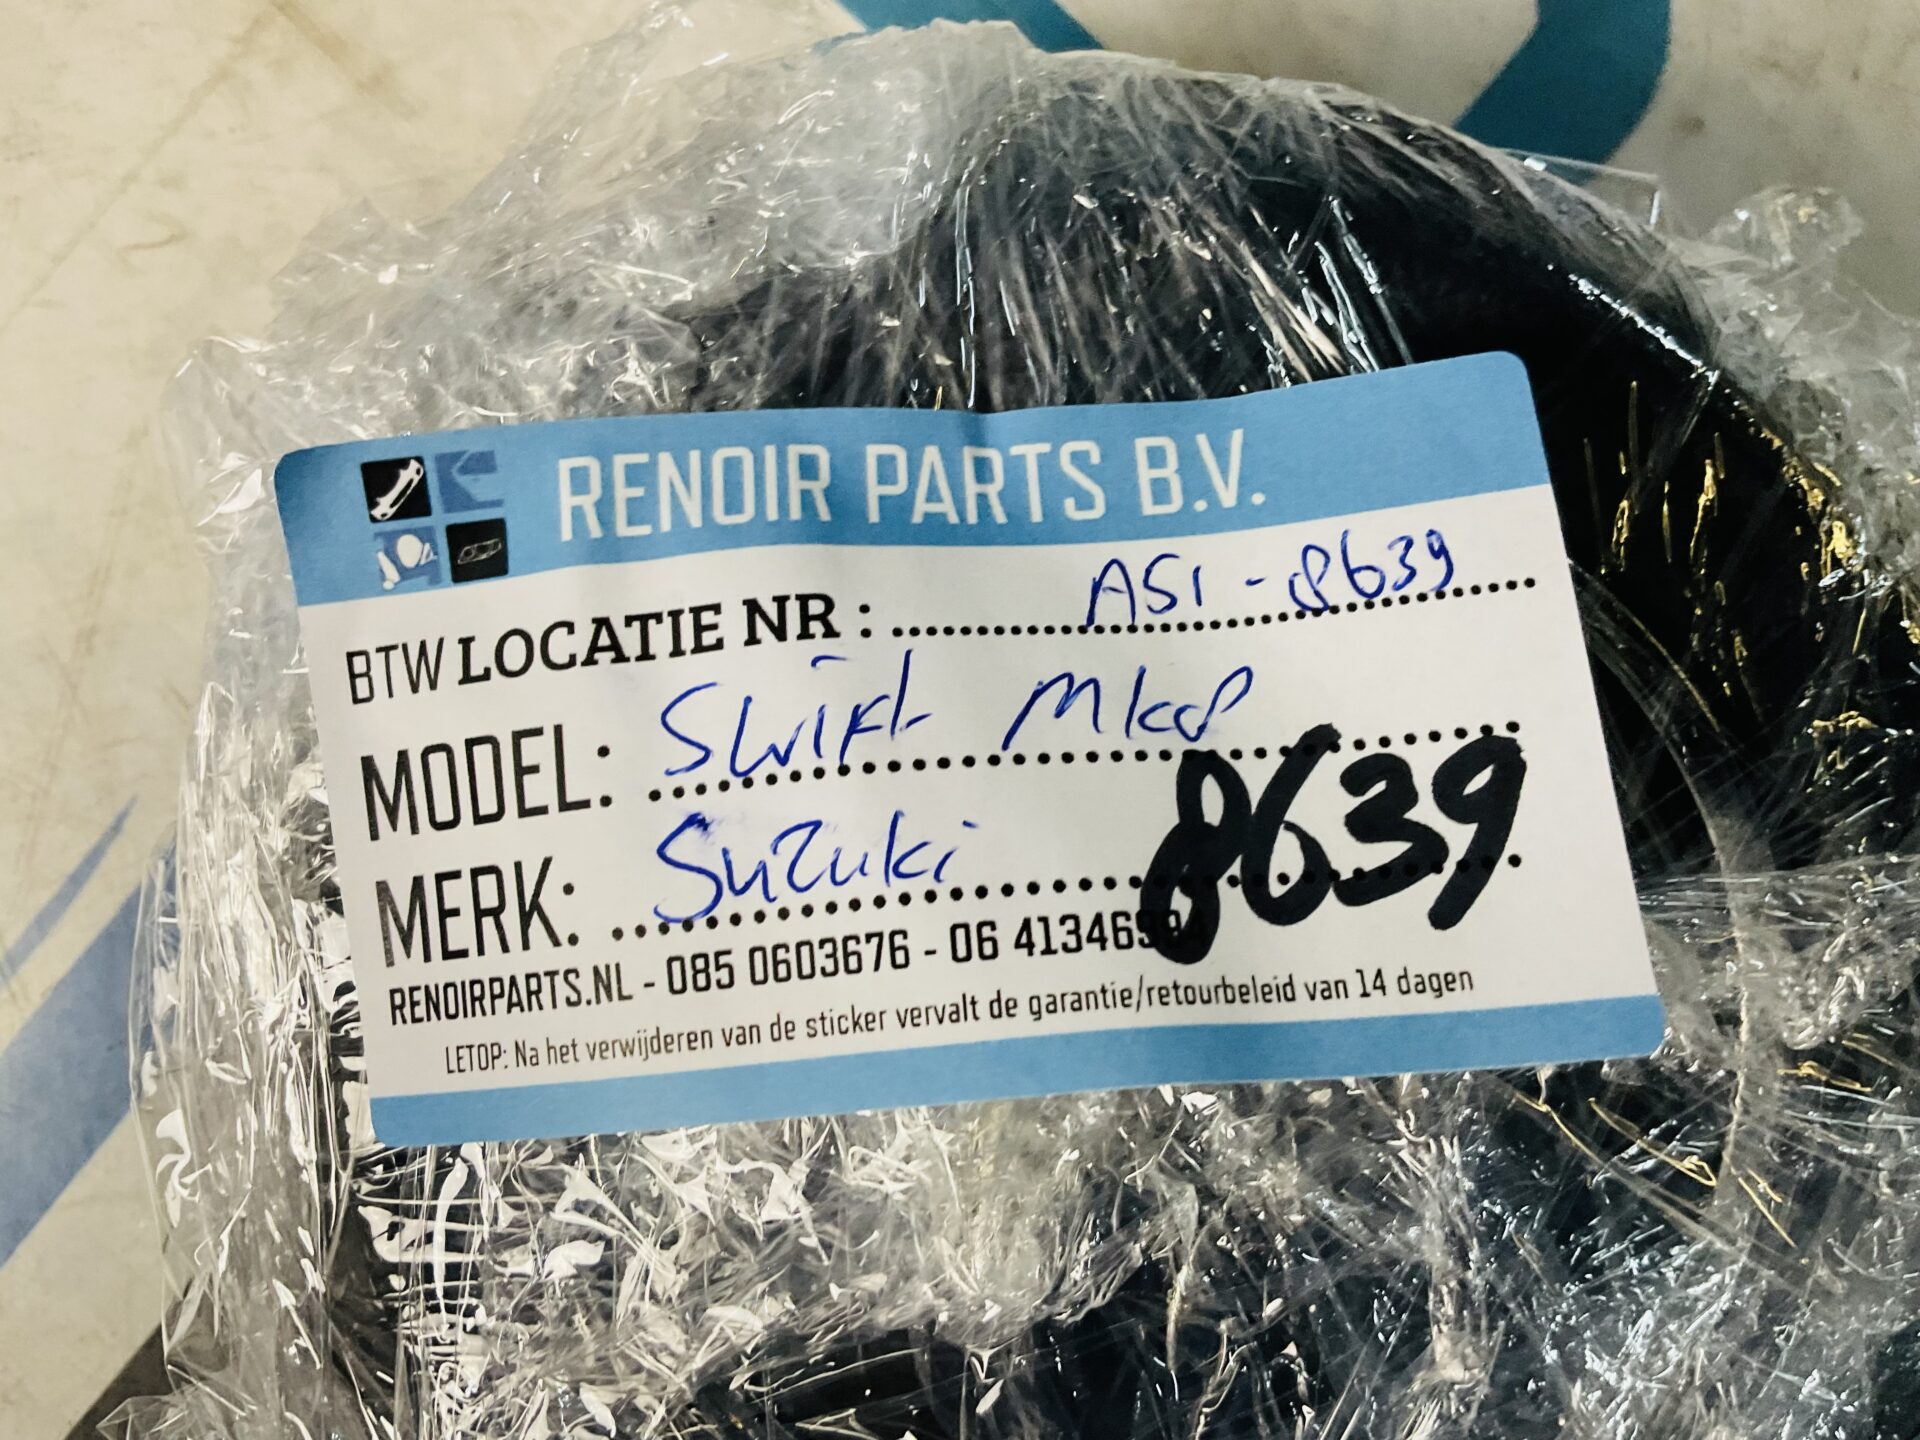 RENOIR PARTS B.V.
BTW LOCATIE NR : A51 - 8639
MODEL: Swift
MERK: Suzuki
8639
RENOIRPARTS.NL - 085 0603676 - 06
LETOP: Na het verwijderen van de sticker vervalt de garantie/retourbeleid van 14 dagen